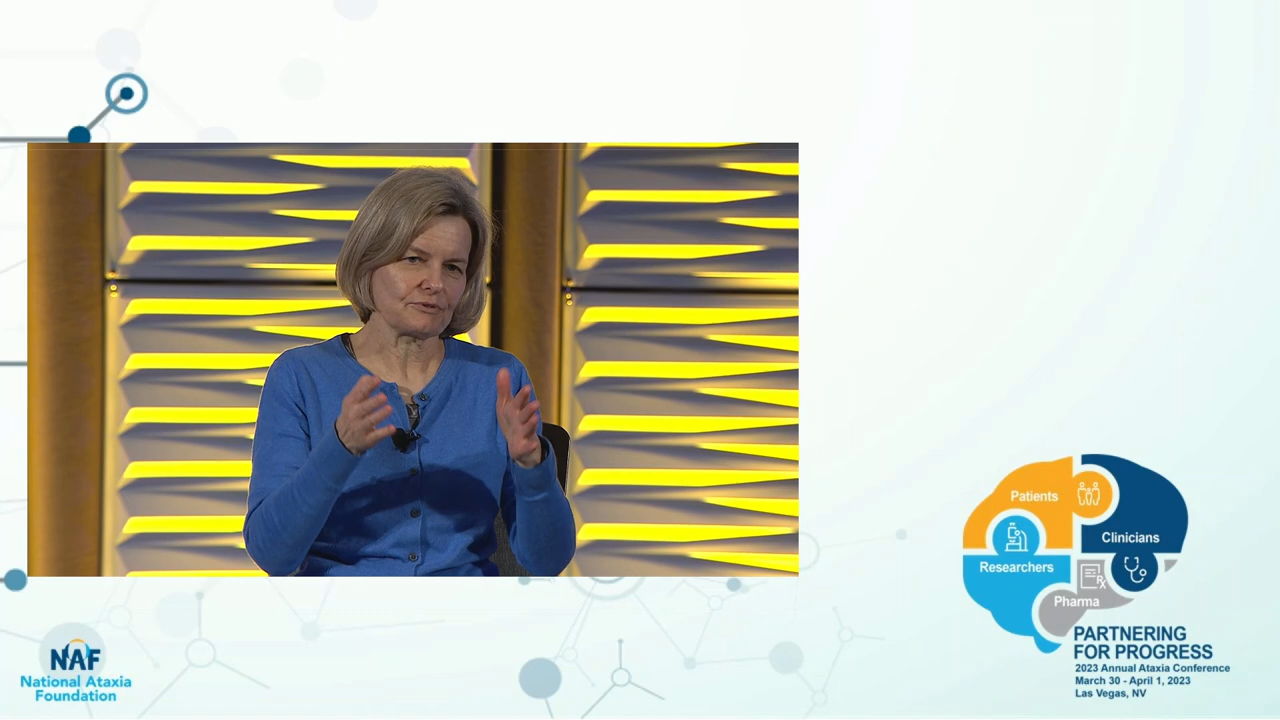 Patients
Clinicians
Researchers
Rx
Pharma
PARTNERING
FOR PROGRESS
2023 Annual Ataxia Conference
March 30 - April 1, 2023
Las Vegas, NV
NAF
National Ataxia
Foundation